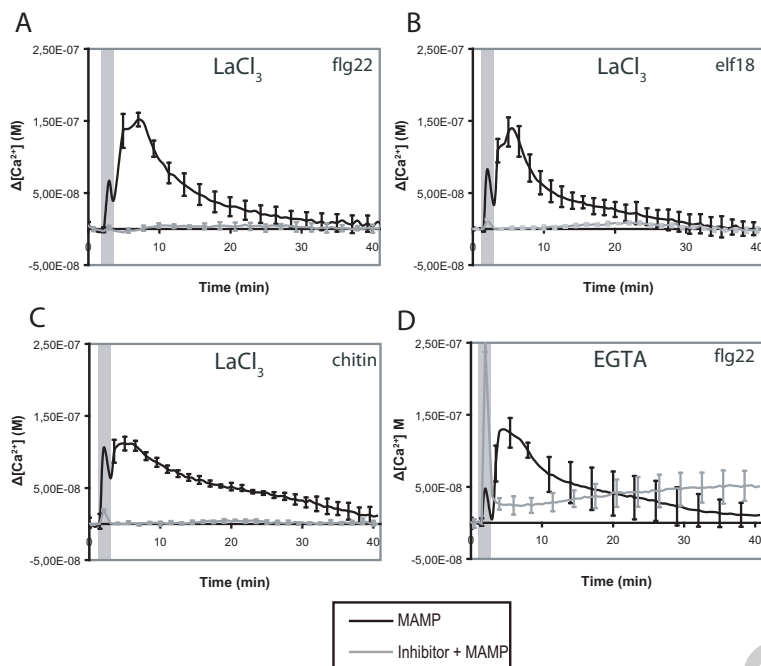 A
LaCl3
flg22
2,50E-07
1,50E-07
5,00E-08
-5,00E-08
Δ[Ca2+] (M)
0 10 20 30 40
Time (min)
B
LaCl3
elf18
2,50E-07
1,50E-07
5,00E-08
-5,00E-08
Δ[Ca2+] (M)
0 10 20 30 40
Time (min)
C
LaCl3
chitin
2,50E-07
1,50E-07
5,00E-08
-5,00E-08
Δ[Ca2+] (M)
0 10 20 30 40
Time (min)
D
EGTA
flg22
2,50E-07
1,50E-07
5,00E-08
-5,00E-08
Δ[Ca2+] M
0 10 20 30 40
Time (min)
MAMP
Inhibitor + MAMP